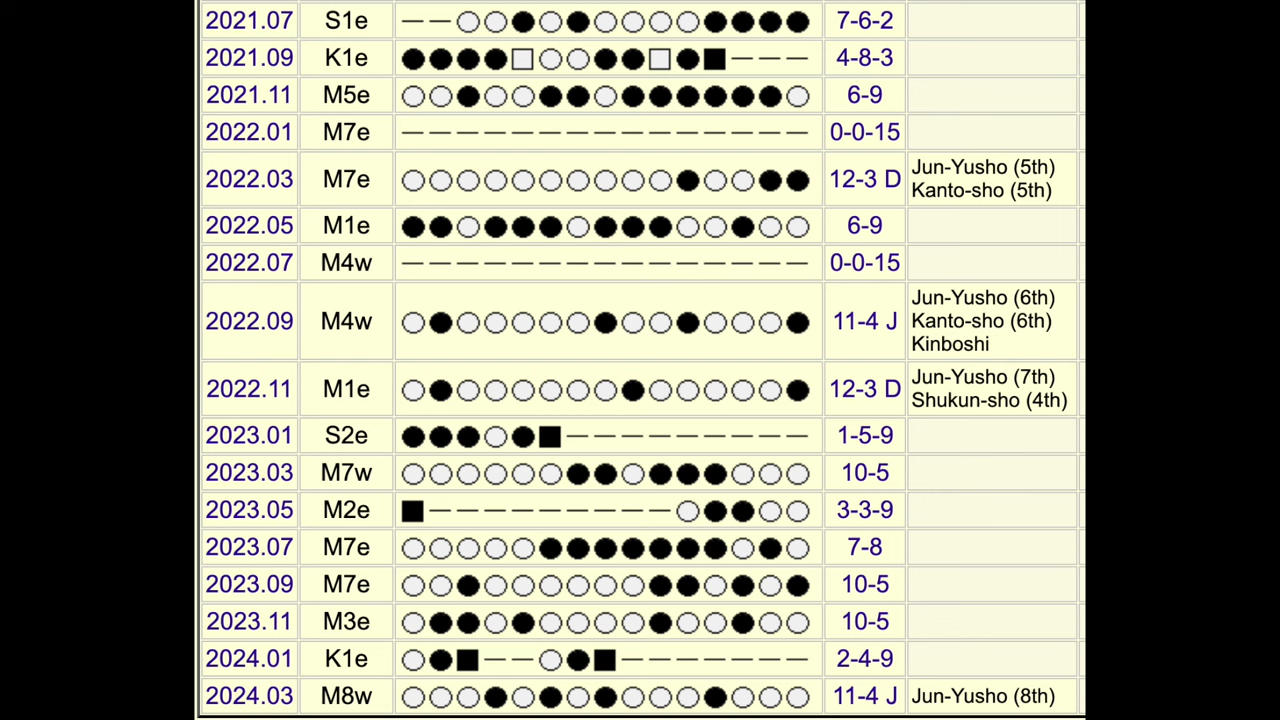 2021.07 S1e 7-6-2
2021.09 K1e 4-8-3
2021.11 M5e 6-9
2022.01 M7e 0-0-15
2022.03 M7e 12-3 D Jun-Yusho (5th)
Kanto-sho (5th)
2022.05 M1e 6-9
2022.07 M4w 0-0-15
2022.09 M4w 11-4 J Jun-Yusho (6th)
Kanto-sho (6th)
Kinboshi
2022.11 M1e 12-3 D Jun-Yusho (7th)
Shukun-sho (4th)
2023.01 S2e 1-5-9
2023.03 M7w 10-5
2023.05 M2e 3-3-9
2023.07 M7e 7-8
2023.09 M7e 10-5
2023.11 M3e 10-5
2024.01 K1e 2-4-9
2024.03 M8w 11-4 J Jun-Yusho (8th)